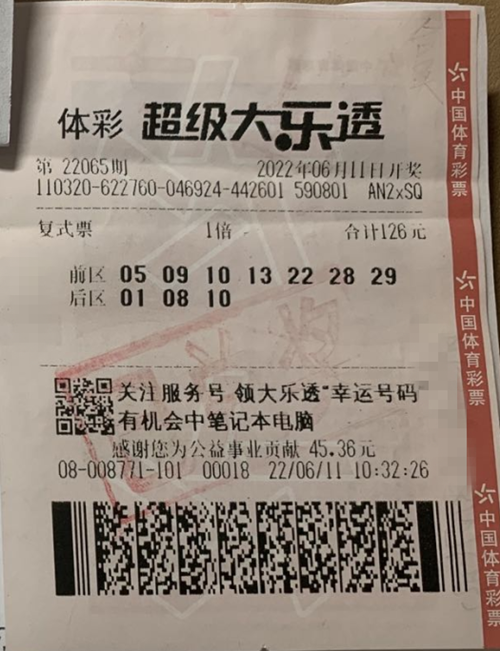 体彩 超级大乐透
第 22065期 2022年06月11日开奖
110320-622760-046924-442601 590801 AN2xSQ
复式票 1倍 合计126元
前区 05 09 10 13 22 28 29
后区 01 08 10
关注服务号 领大乐透"幸运号码
有机会中笔记本电脑
感谢您为公益事业贡献 45.36元
08-008771-101 00018 22/06/11 10:32:26
中国体育彩票
中国体育彩票
中国体育彩票